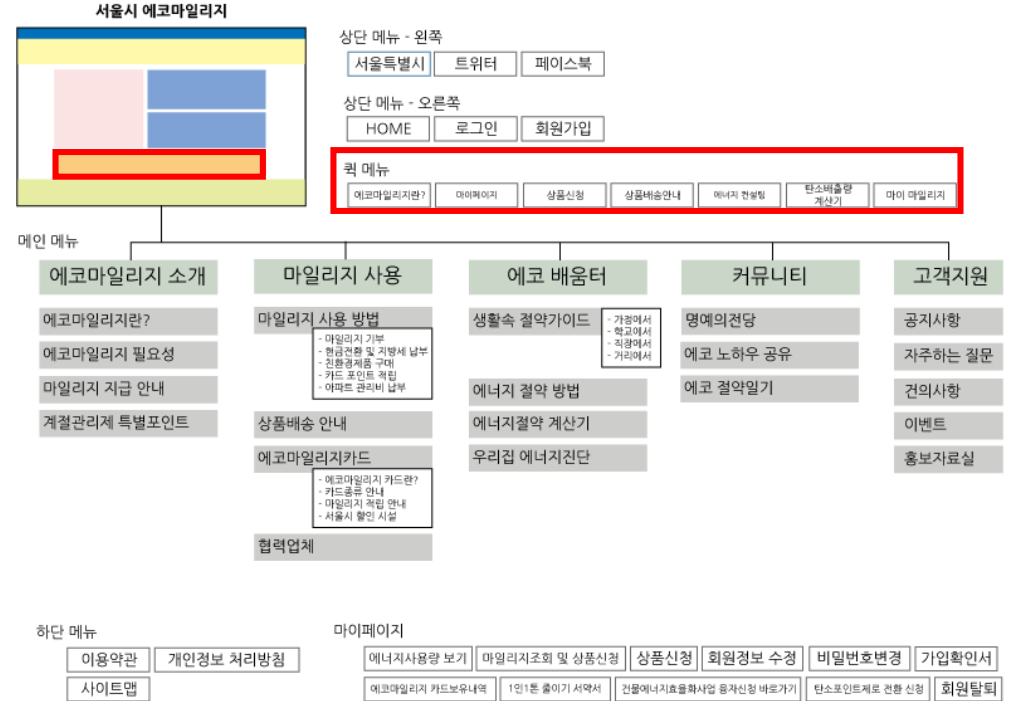 서울시 에코마일리지
상단 메뉴 - 왼쪽
서울특별시 트위터 페이스북
상단 메뉴 - 오른쪽
HOME 로그인 회원가입
퀵 메뉴
에코마일리지란? 마이페이지 상품신청 상품배송안내 에너지 컨설팅 탄소배출량 계산기 마이 마일리지
메인 메뉴
에코마일리지 소개
에코마일리지란?
에코마일리지 필요성
마일리지 지급 안내
계절관리제 특별포인트
마일리지 사용
마일리지 사용 방법
- 마일리지 기부
- 현금전환 및 지방세 납부
- 친환경제품 구매
- 카드 포인트 적립
- 아파트 관리비 납부
상품배송 안내
에코마일리지카드
- 에코마일리지 카드란?
- 카드종류 안내
- 마일리지 적립 안내
- 서울시 할인 시설
협력업체
에코 배움터
생활속 절약가이드
- 가정에서
- 학교에서
- 직장에서
- 거리에서
에너지 절약 방법
에너지절약 계산기
우리집 에너지진단
커뮤니티
명예의전당
에코 노하우 공유
에코 절약일기
고객지원
공지사항
자주하는 질문
건의사항
이벤트
홍보자료실
하단 메뉴
이용약관 개인정보 처리방침
사이트맵
마이페이지
에너지사용량 보기 마일리지조회 및 상품신청 상품신청 회원정보 수정 비밀번호변경 가입확인서
에코마일리지 카드보유내역 1인1톤 줄이기 서약서 건물에너지효율화사업 융자신청 바로가기 탄소포인트제로 전환 신청 회원탈퇴